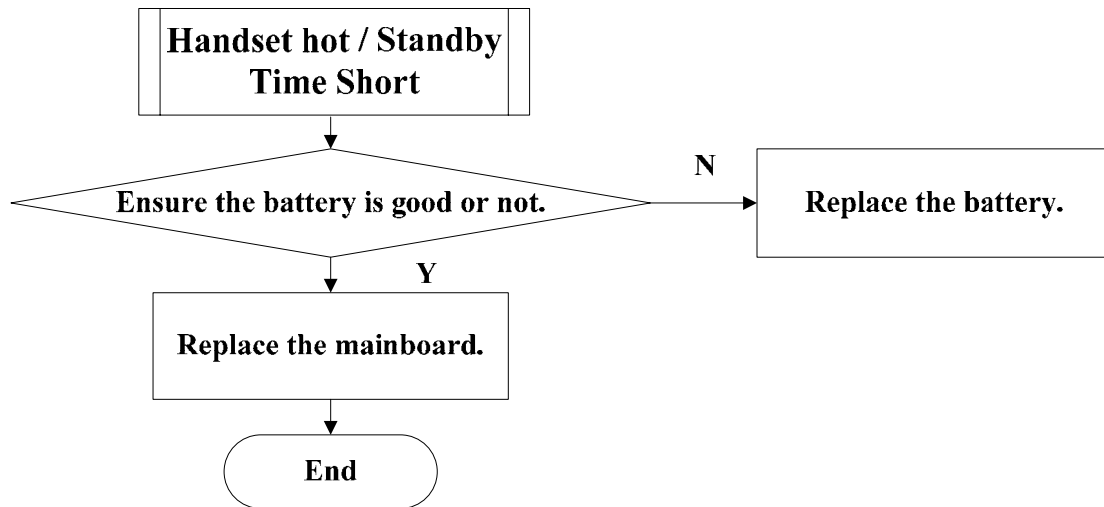 Handset hot / Standby
Time Short
Ensure the battery is good or not.
N
Replace the battery.
Y
Replace the mainboard.
End